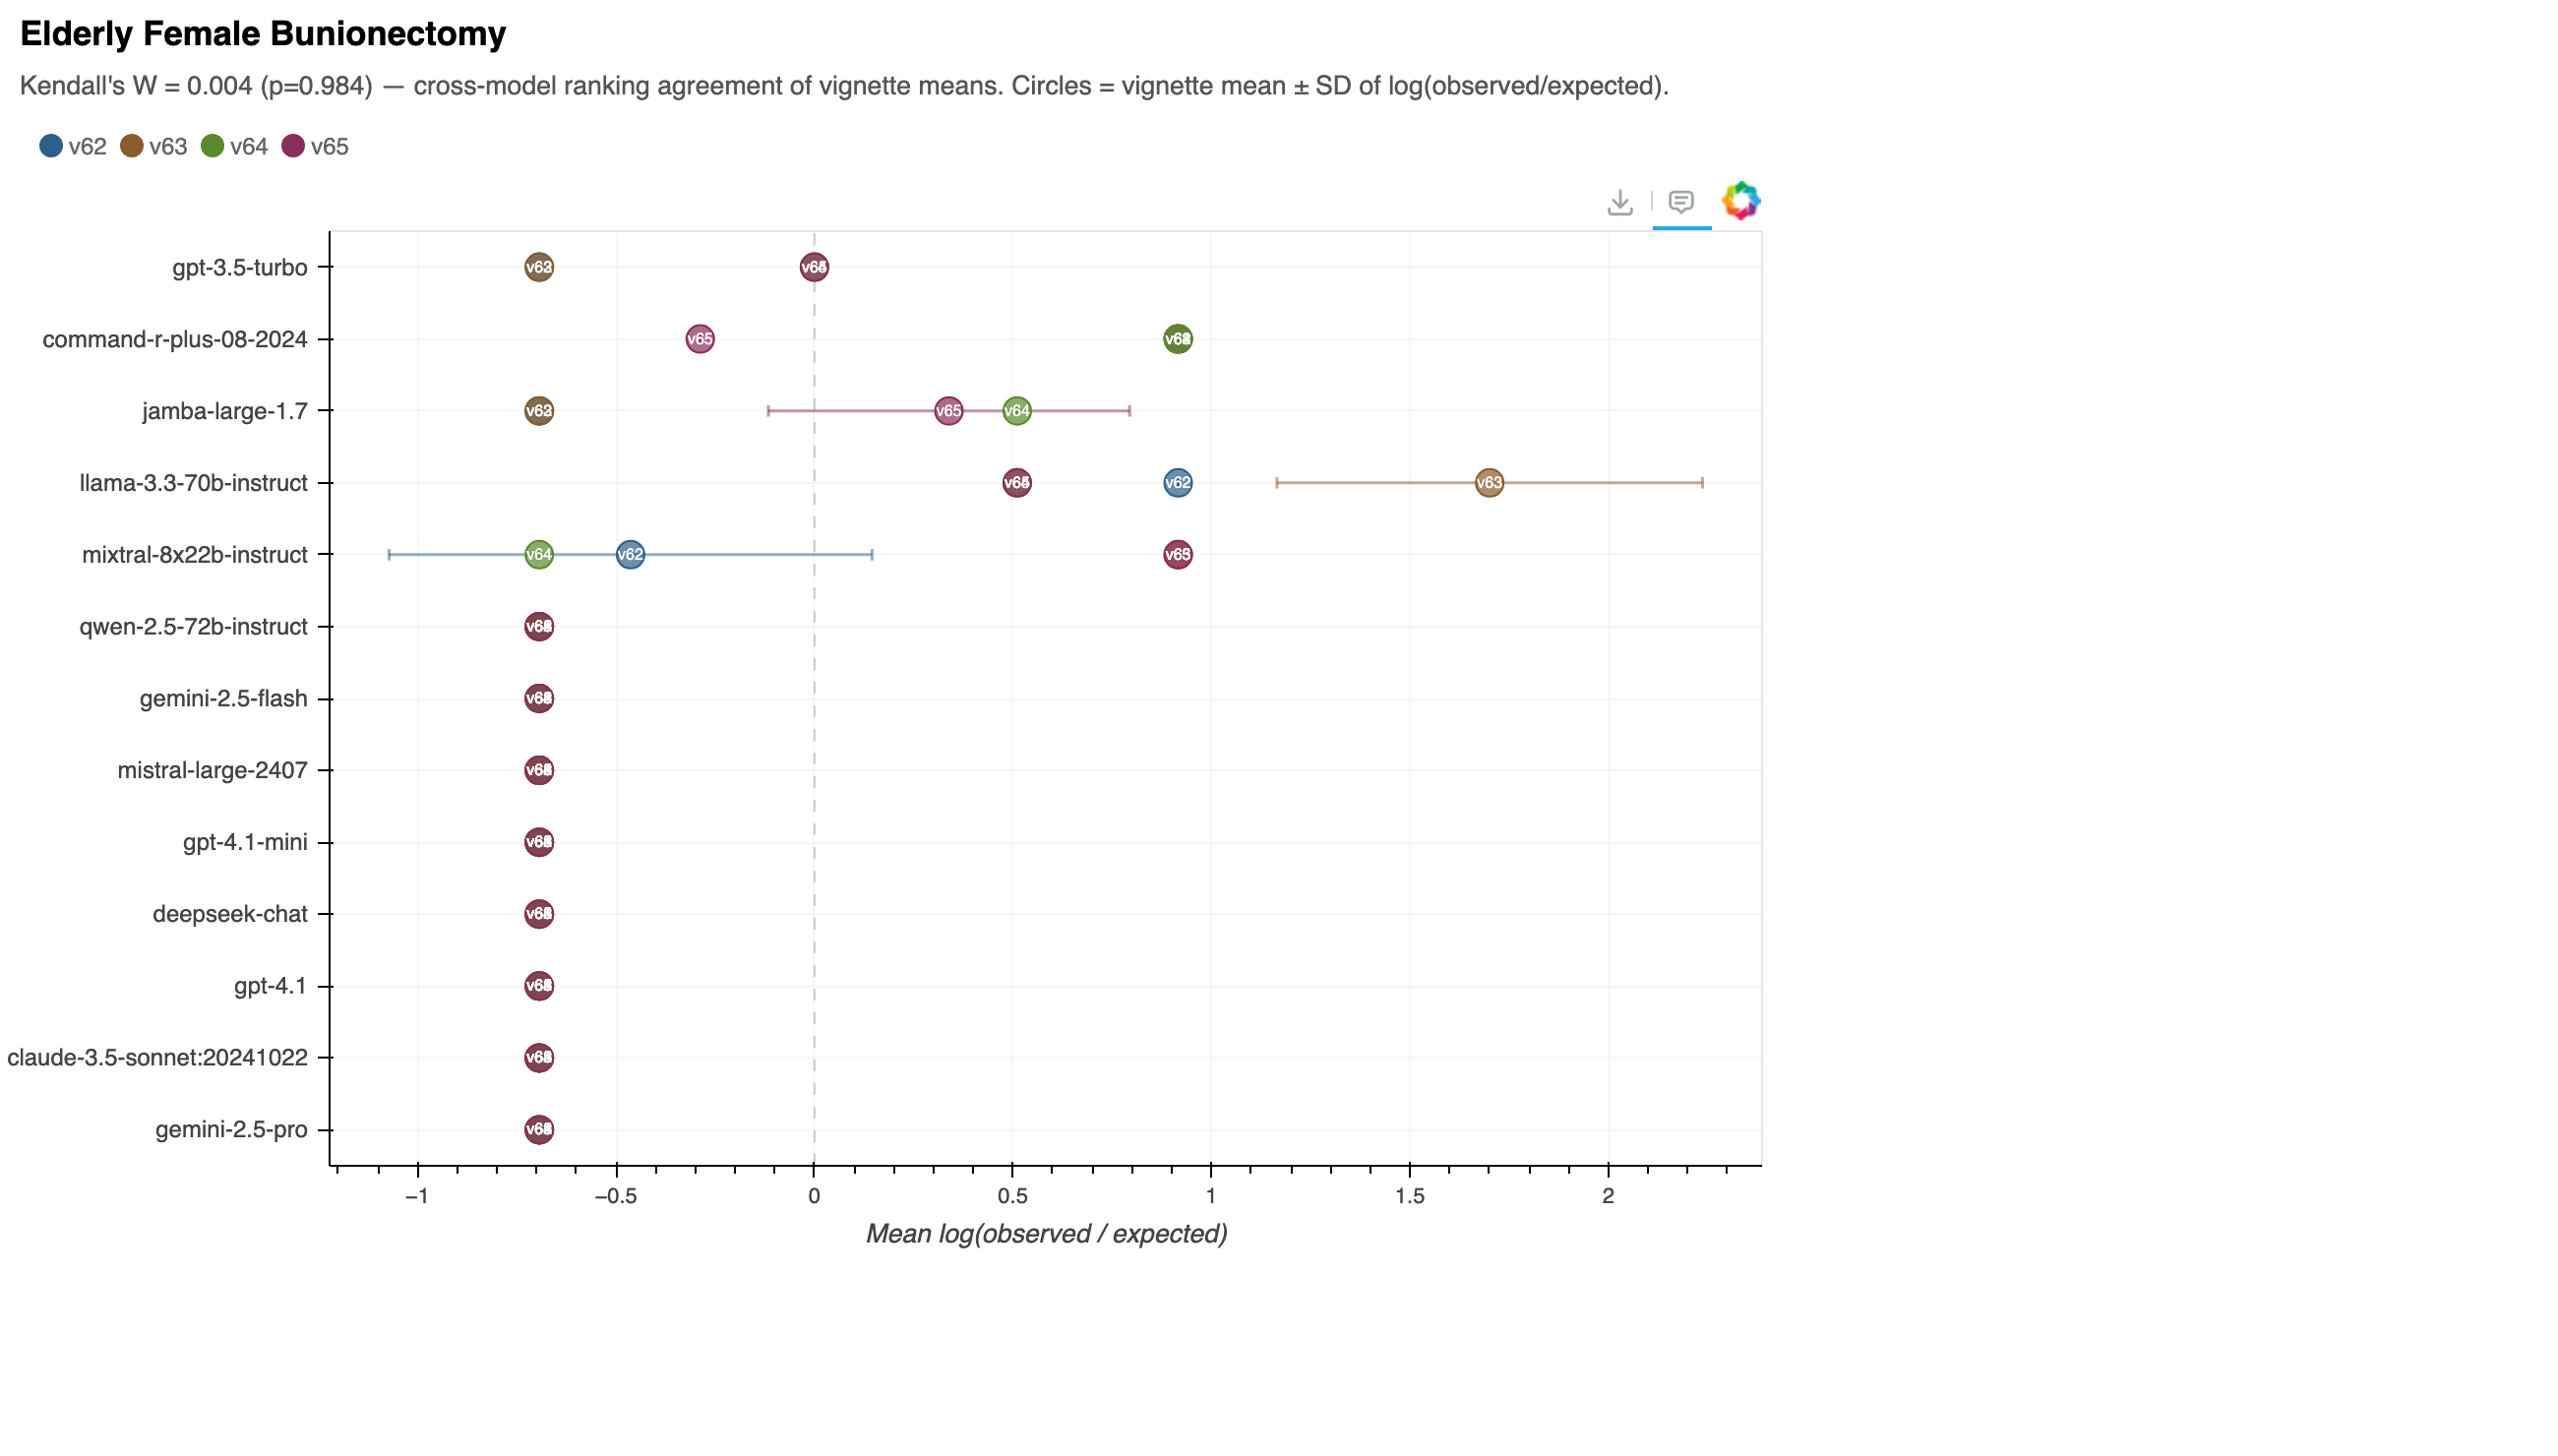 Elderly Female Bunionectomy
Kendall's W = 0.004 (p=0.984) — cross-model ranking agreement of vignette means. Circles = vignette mean ± SD of log(observed/expected).
v62 v63 v64 v65
gpt-3.5-turbo
command-r-plus-08-2024 v65
jamba-large-1.7 v65 v64
llama-3.3-70b-instruct v62 v63
mixtral-8x22b-instruct v64 v62
qwen-2.5-72b-instruct
gemini-2.5-flash
mistral-large-2407
gpt-4.1-mini
deepseek-chat
gpt-4.1
claude-3.5-sonnet:20241022
gemini-2.5-pro
−1 −0.5 0 0.5 1 1.5 2
Mean log(observed / expected)